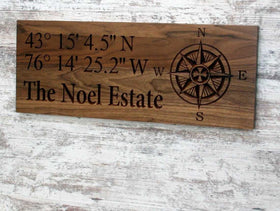 43° 15' 4.5" N
76° 14' 25.2" W
The Noel Estate
N
W E
S